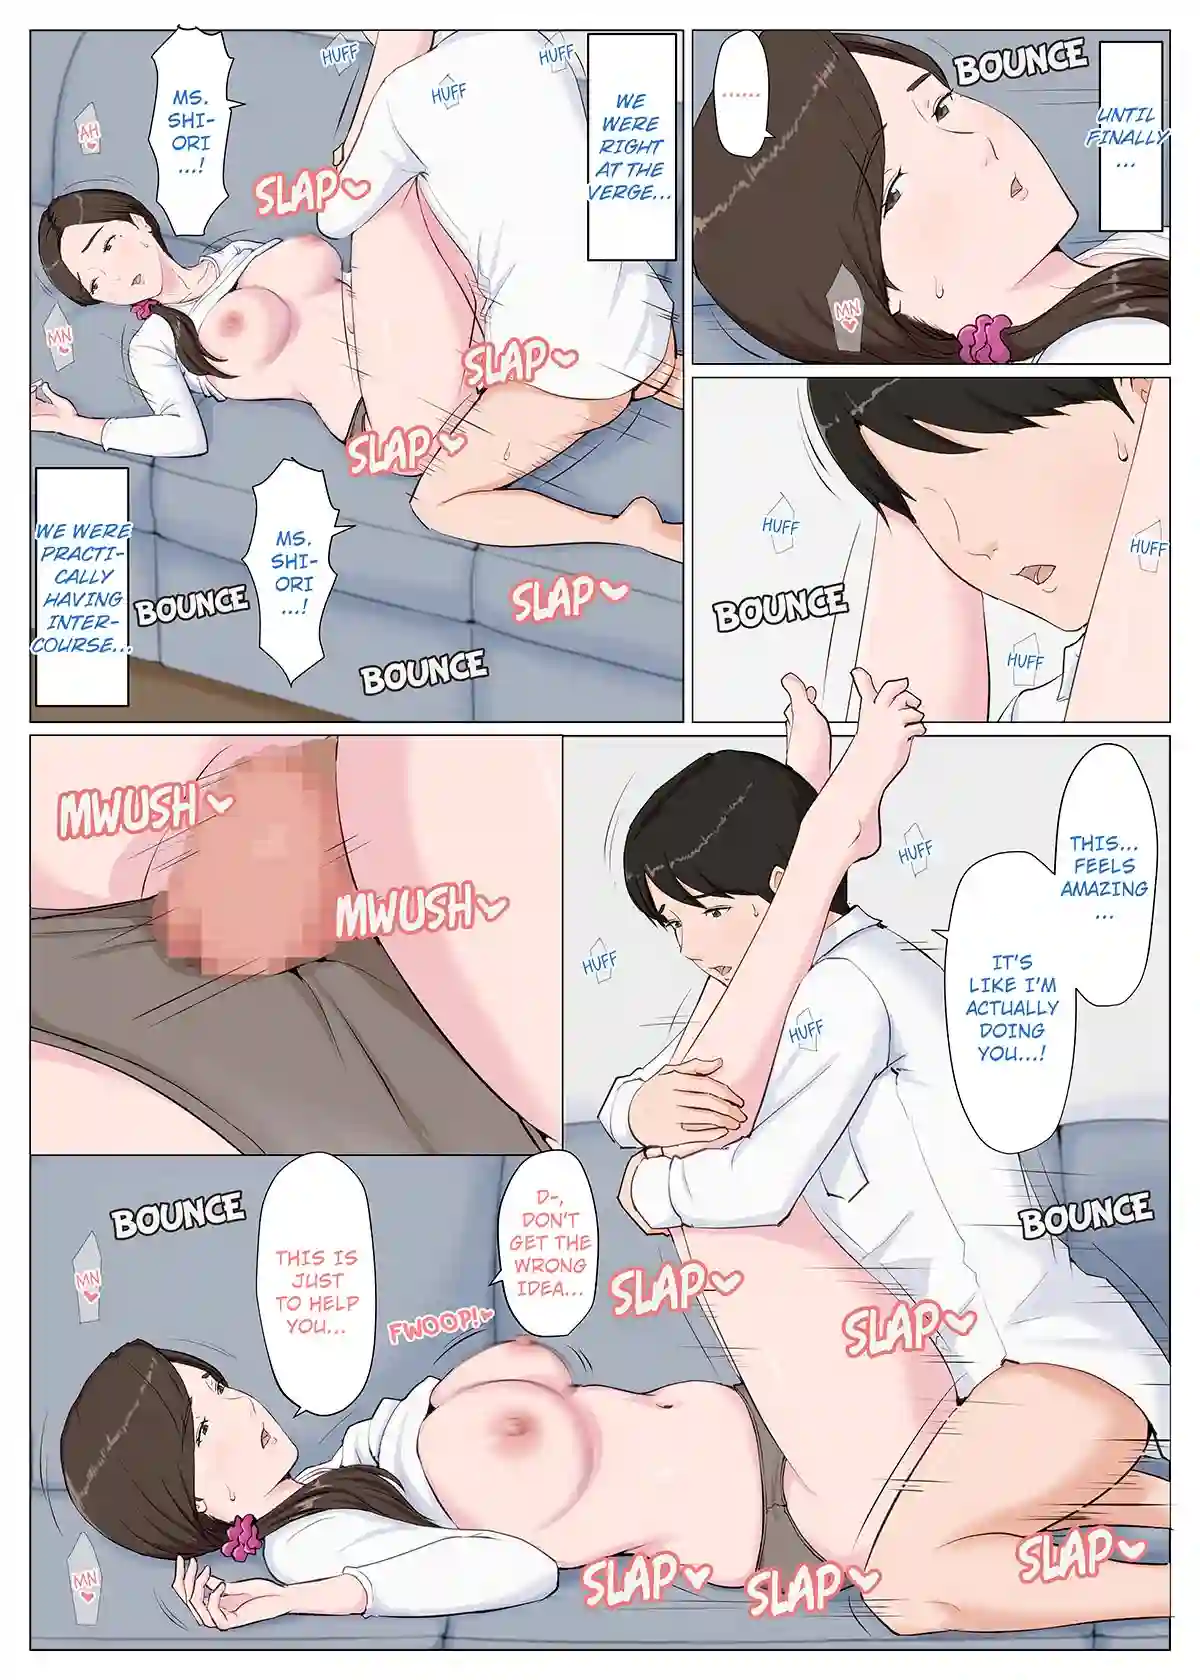 UNTIL
FINALLY
...
BOUNCE
......
MN
HUFF
HUFF
HUFF
WE
WERE
RIGHT
AT THE
VERGE...
MS.
SHI-
ORI
...!
AH
SLAP
MN
SLAP
SLAP
WE WERE
PRACTI-
CALLY
HAVING
INTER-
COURSE...
MS.
SHI-
ORI
...!
BOUNCE
SLAP
BOUNCE
HUFF
HUFF
BOUNCE
HUFF
THIS...
FEELS
AMAZING
...
IT'S
LIKE I'M
ACTUALLY
DOING
YOU...!
HUFF
HUFF
HUFF
MWUSH
MWUSH
BOUNCE
D-,
DON'T
GET THE
WRONG
IDEA...
THIS IS
JUST
TO HELP
YOU...
BOUNCE
MN
FWOOP!
SLAP
SLAP
MN
SLAP
SLAP
SLAP